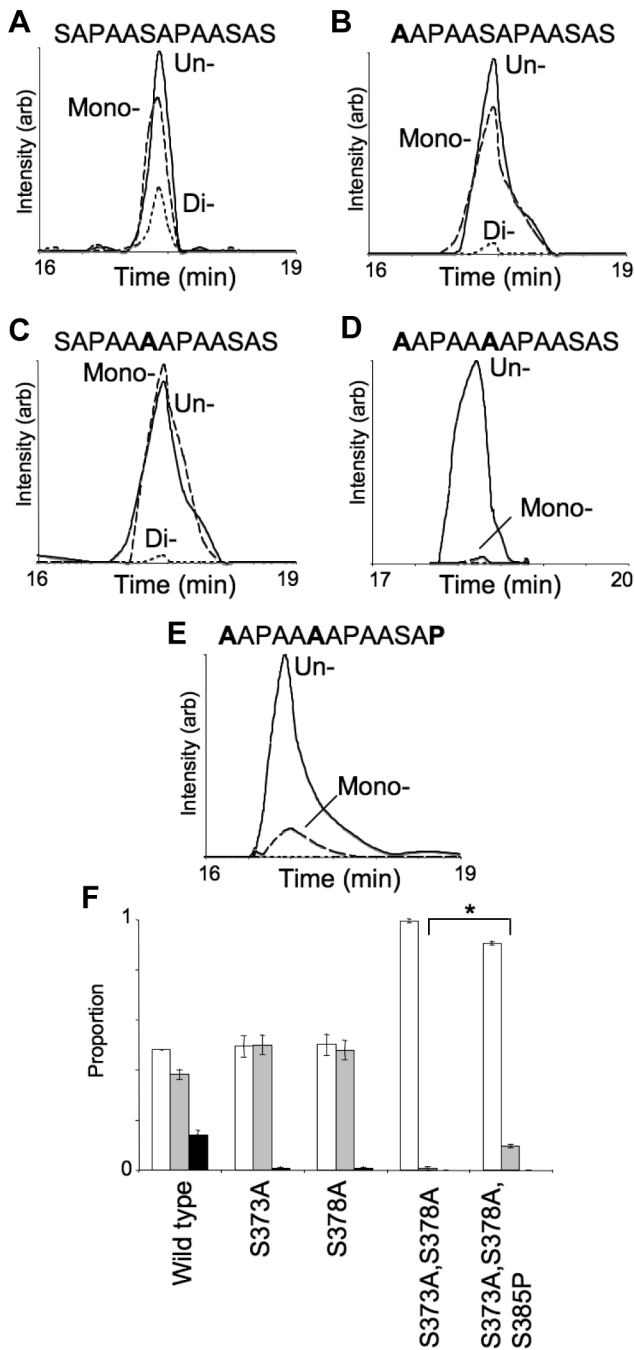 A SAPAASAPAASAS
Intensity (arb)
Un-
Mono-
Di-
16 19
Time (min)
B AAPAASAPAASAS
Intensity (arb)
Un-
Mono-
Di-
16 19
Time (min)
C SAPAAAAPAASAS
Intensity (arb)
Mono-
Un-
Di-
16 19
Time (min)
D AAPAAAAPAASAS
Intensity (arb)
Un-
Mono-
17 20
Time (min)
E AAPAAAAPAASAP
Intensity (arb)
Un-
Mono-
16 19
Time (min)
F
1
*
Proportion
0
Wild type
S373A
S378A
S373A,S378A
S373A,S378A,
S385P